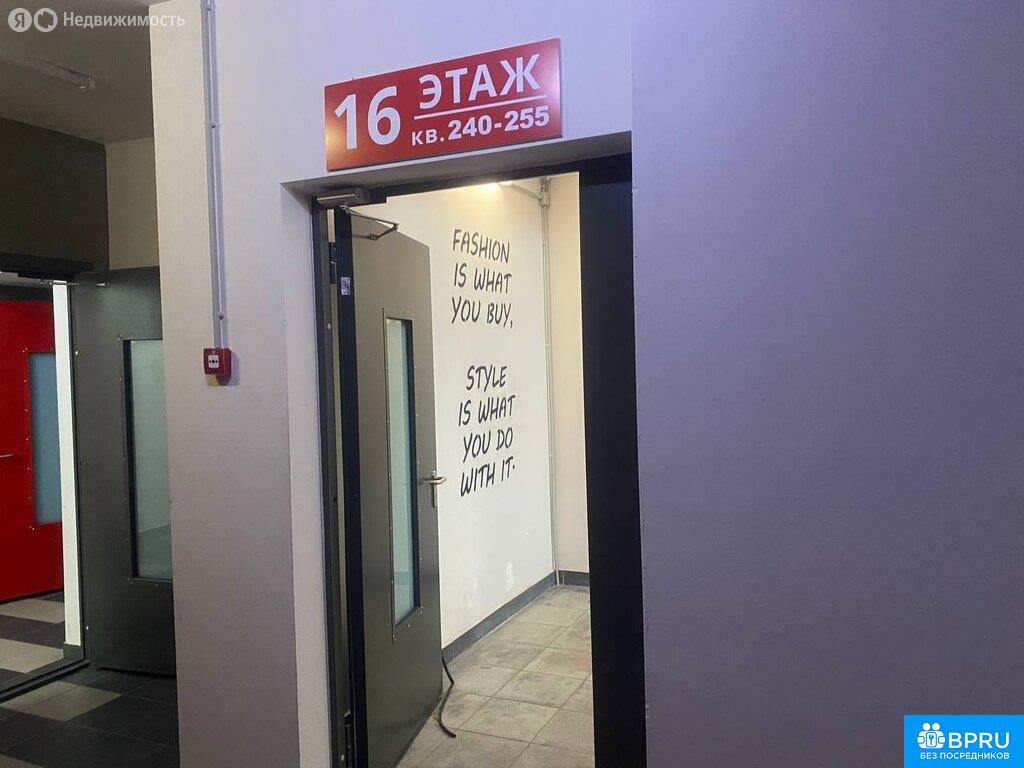 Я Недвижимость
16 ЭТАЖ
кв. 240-255
FASHION
IS WHAT
YOU BUY,
STYLE
IS WHAT
YOU DO
WITH IT.
BPRU
БЕЗ ПОСРЕДНИКОВ